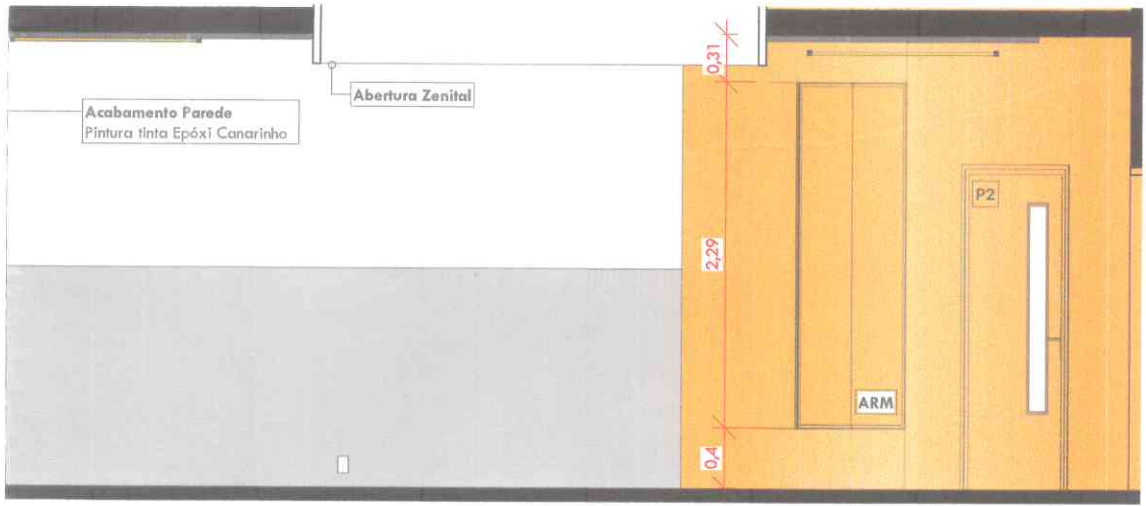 Acabamento Parede
Pintura tinta Epóxi Canarinho
Abertura Zenital
0,31
2,29
0,4
ARM
P2